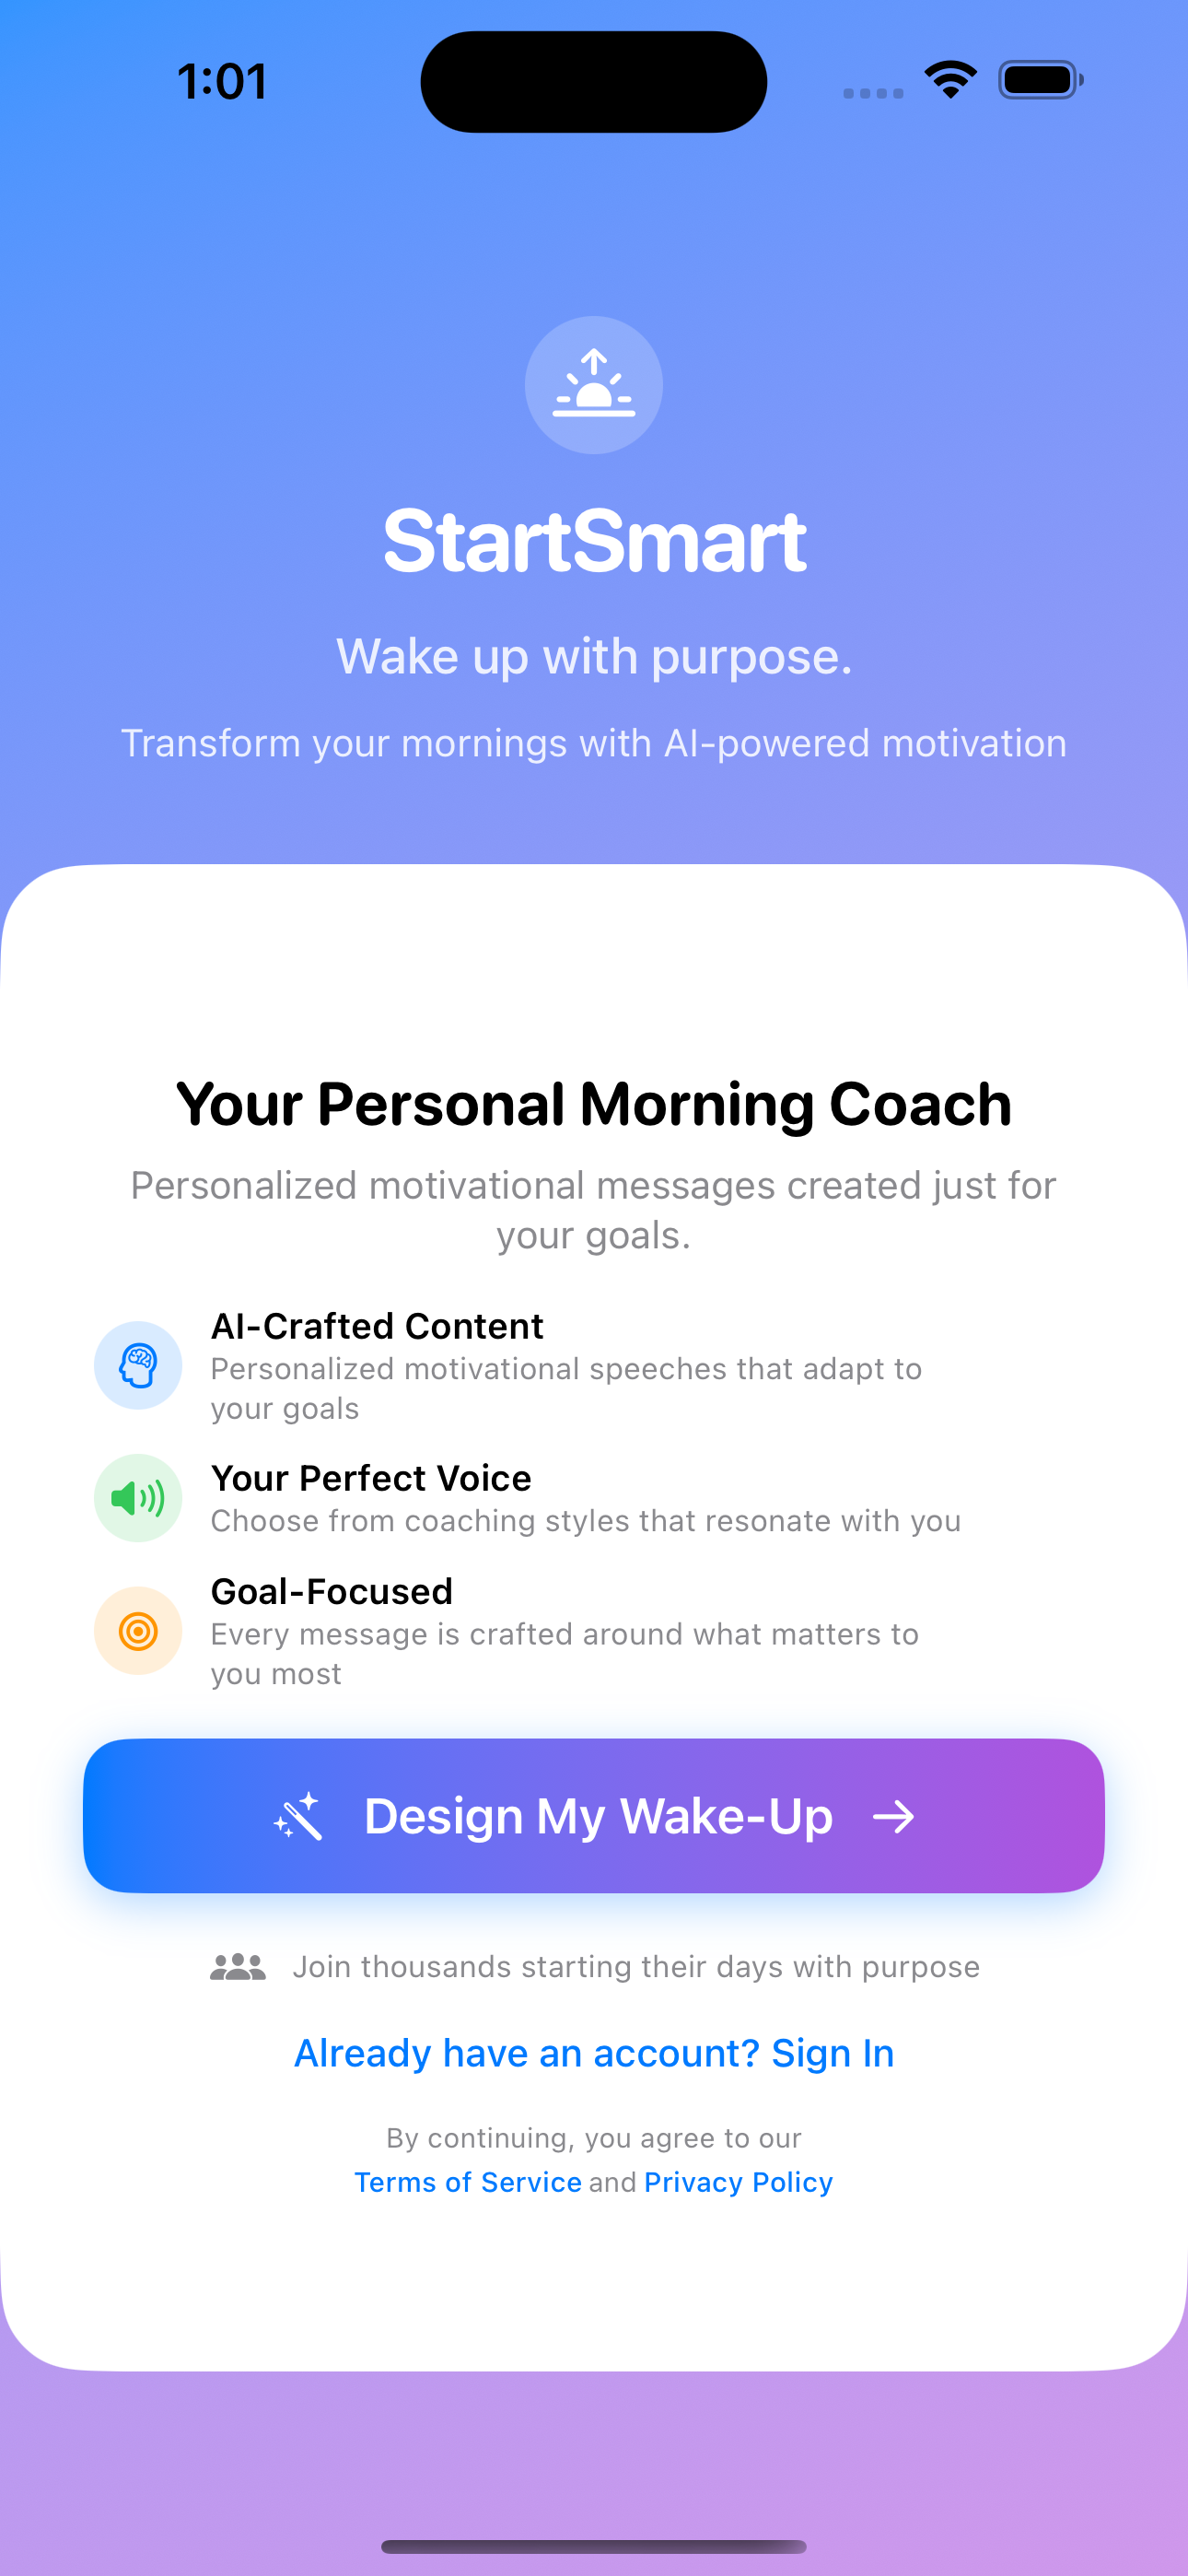 1:01
StartSmart
Wake up with purpose.
Transform your mornings with AI-powered motivation
Your Personal Morning Coach
Personalized motivational messages created just for
your goals.
AI-Crafted Content
Personalized motivational speeches that adapt to
your goals
Your Perfect Voice
Choose from coaching styles that resonate with you
Goal-Focused
Every message is crafted around what matters to
you most
Design My Wake-Up
Join thousands starting their days with purpose
Already have an account? Sign In
By continuing, you agree to our
Terms of Service and Privacy Policy